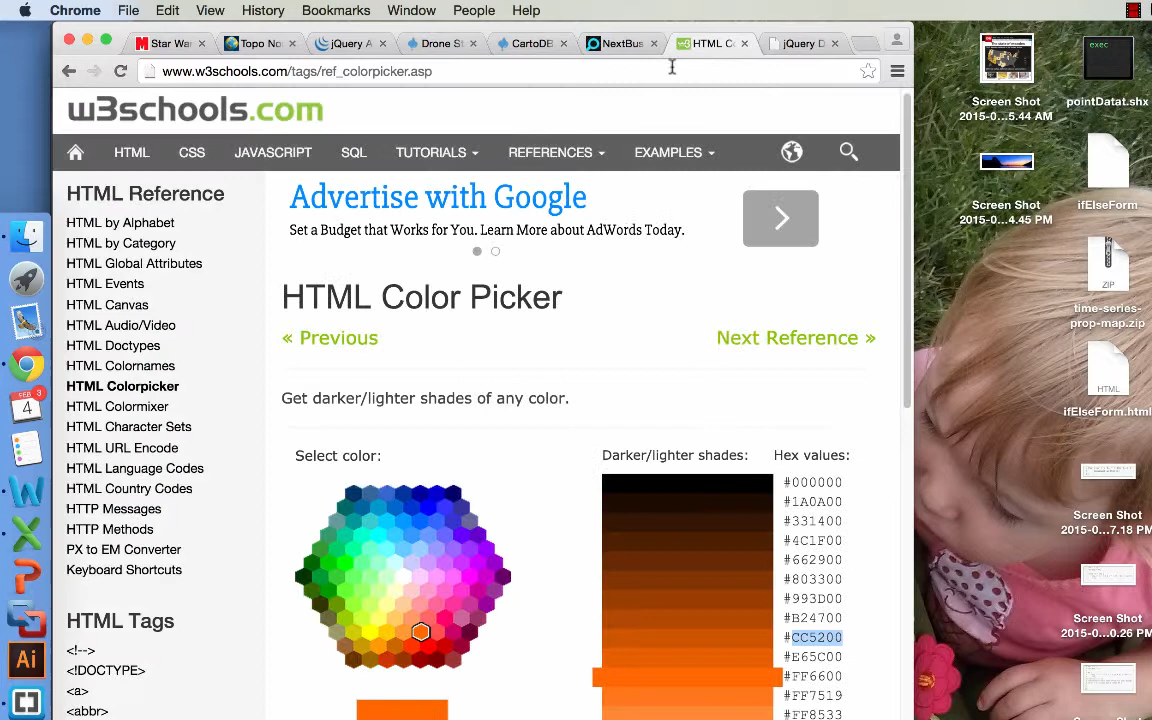 Chrome File Edit View History Bookmarks Window People Help
Star Wa Topo No jQuery A Drone St CartoDB NextBus HTML Co jQuery D
www.w3schools.com/tags/ref_colorpicker.asp
w3schools.com
HTML CSS JAVASCRIPT SQL TUTORIALS REFERENCES EXAMPLES
HTML Reference
HTML by Alphabet
HTML by Category
HTML Global Attributes
HTML Events
HTML Canvas
HTML Audio/Video
HTML Doctypes
HTML Colornames
HTML Colorpicker
HTML Colormixer
HTML Character Sets
HTML URL Encode
HTML Language Codes
HTML Country Codes
HTTP Messages
HTTP Methods
PX to EM Converter
Keyboard Shortcuts
HTML Tags
<!-->
<!DOCTYPE>
<a>
<abbr>
Advertise with Google
Set a Budget that Works for You. Learn More about AdWords Today.
HTML Color Picker
« Previous
Next Reference »
Get darker/lighter shades of any color.
Select color:
Darker/lighter shades:
Hex values:
#000000
#1A0A00
#331400
#4C1F00
#662900
#803300
#993D00
#B24700
#CC5200
#E65C00
#FF6600
#FF7519
#FF8533
Screen Shot
2015-0...5.44 AM
Screen Shot
2015-0...4.45 PM
exec
pointDatat.shx
ifElseForm
ZIP
time-series-
prop-map.zip
HTML
ifElseForm.html
Screen Shot
2015-0...7.18 PM
Screen Shot
2015-0...0.26 PM
FEB
3
4
Ai